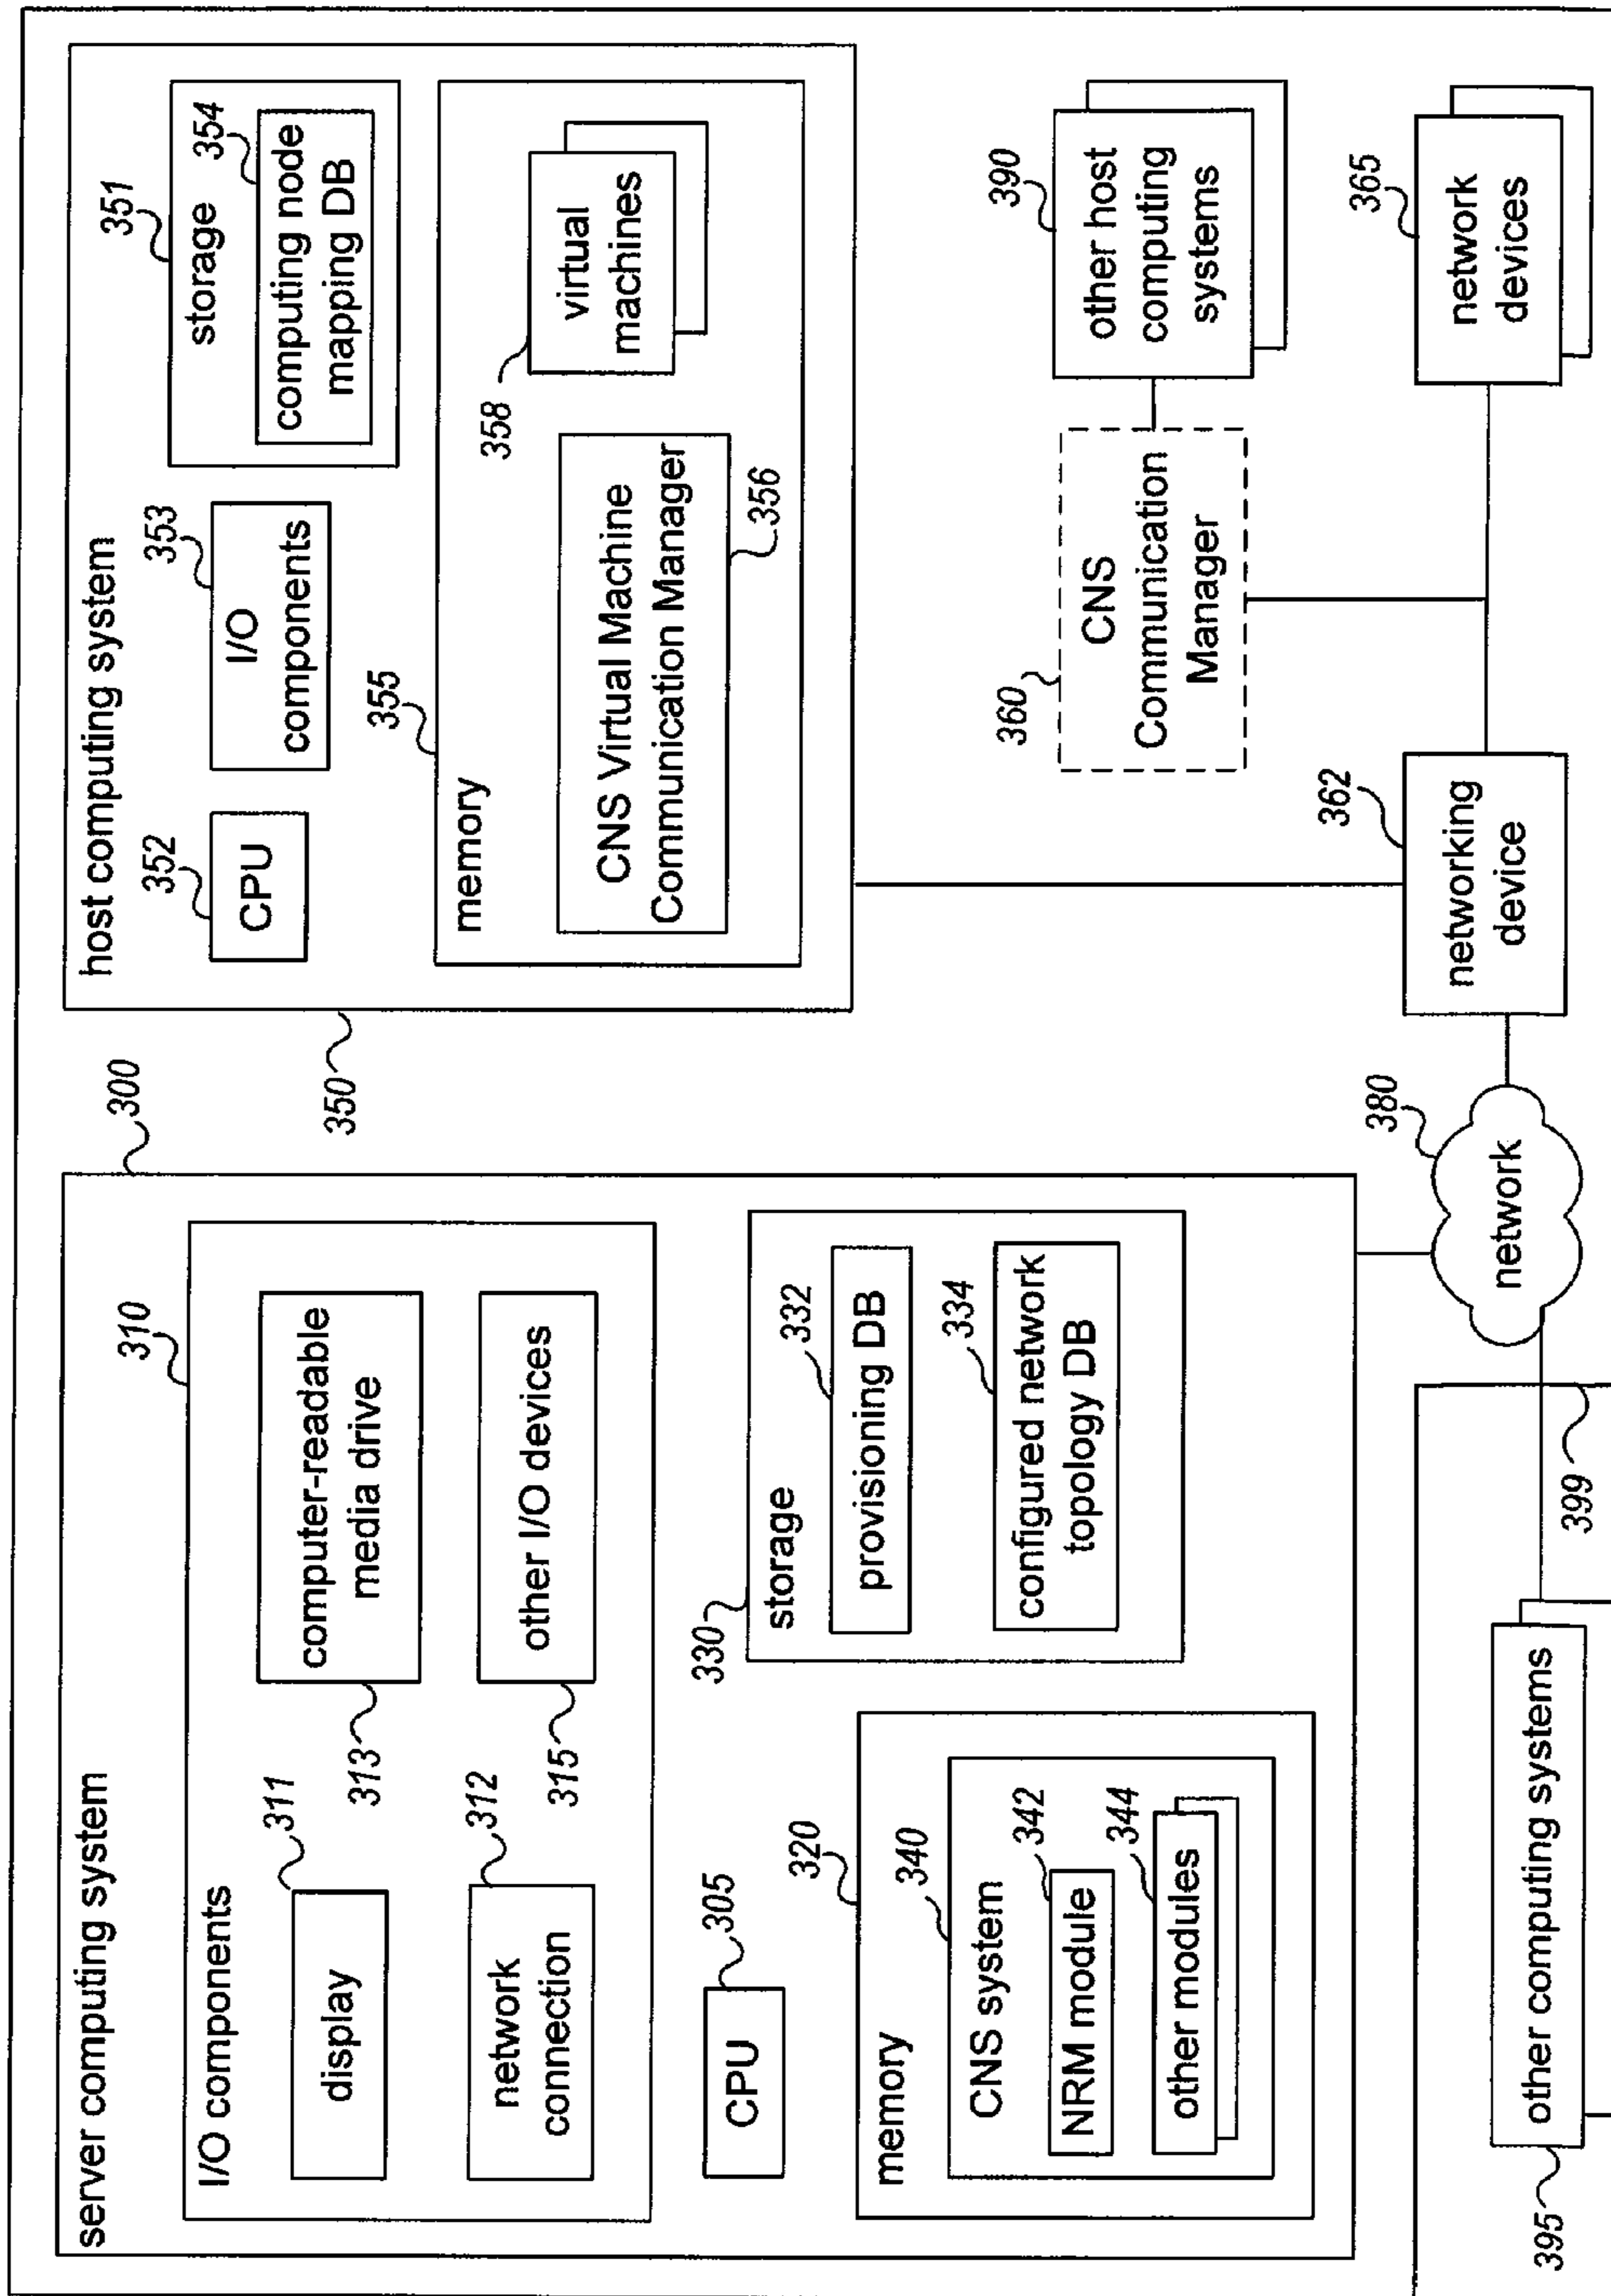 server computing system
300
I/O components
310
display
311
computer-readable
media drive
313
network
connection
312
other I/O devices
315
CPU
305
storage
330
provisioning DB
332
configured network
topology DB
334
memory
320
CNS system
340
NRM module
342
other modules
344
host computing system
350
CPU
352
I/O
components
353
storage
351
computing node
mapping DB
354
memory
355
CNS Virtual Machine
Communication Manager
356
virtual
machines
358
CNS
Communication
Manager
360
other host
computing
systems
390
networking
device
362
network
devices
365
network
380
other computing systems
395
399